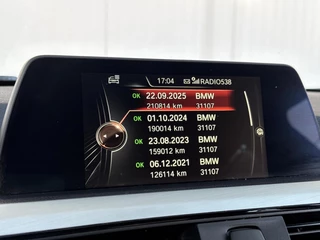 17:04 RADIO538
OK 22.09.2025 BMW
210814 km 31107
OK 01.10.2024 BMW
190014 km 31107
OK 23.08.2023 BMW
159012 km 31107
OK 06.12.2021 BMW
126114 km 31107